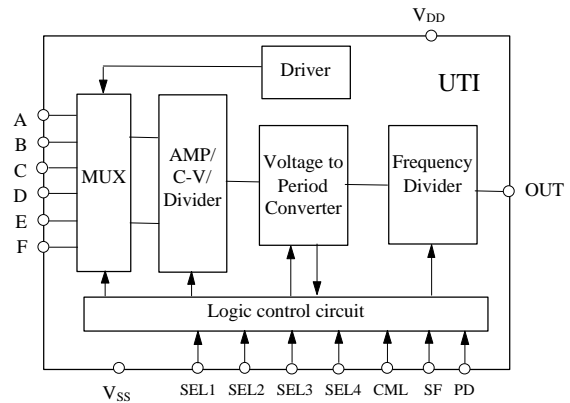 VDD
UTI
Driver
A
B
C
D
E
F
MUX
AMP/
C-V/
Divider
Voltage to
Period
Converter
Frequency
Divider
OUT
Logic control circuit
VSS
SEL1
SEL2
SEL3
SEL4
CML
SF
PD